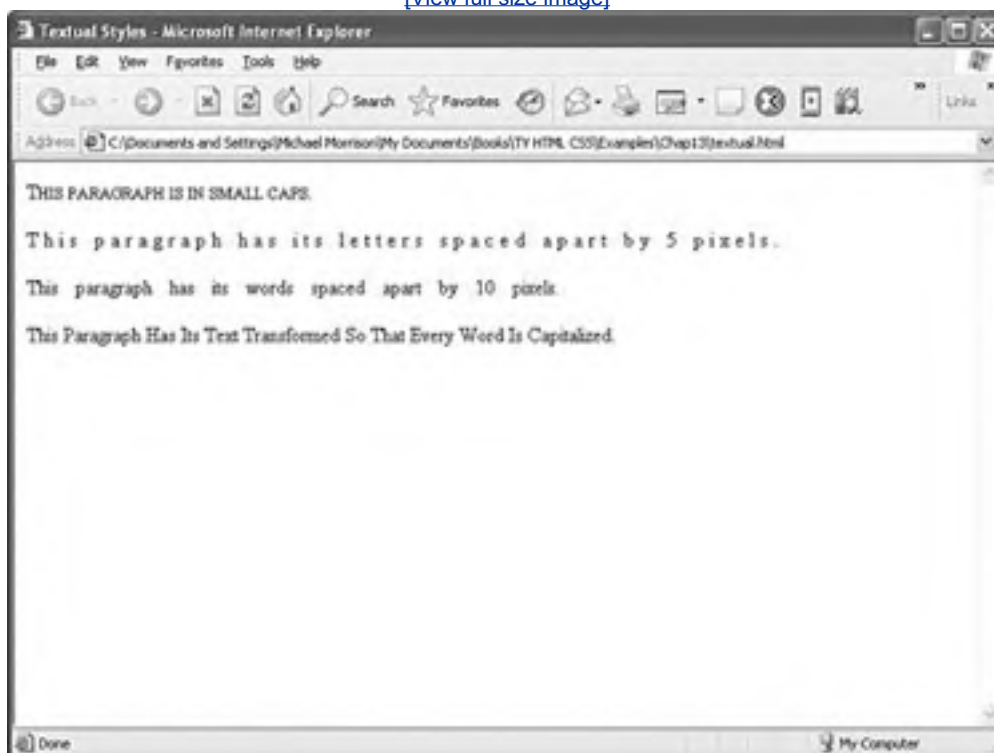 [View full size image]
Textual Styles - Microsoft Internet Explorer
File Edit View Favorites Tools Help
Back Search Favorites » Links »
Address C:\Documents and Settings\Michael Morrison\My Documents\Books\TY HTML CSS\Examples\Chap13\textual.html
THIS PARAGRAPH IS IN SMALL CAPS.
This paragraph has its letters spaced apart by 5 pixels.
This paragraph has its words spaced apart by 10 pixels.
This Paragraph Has Its Text Transformed So That Every Word Is Capitalized.
Done My Computer